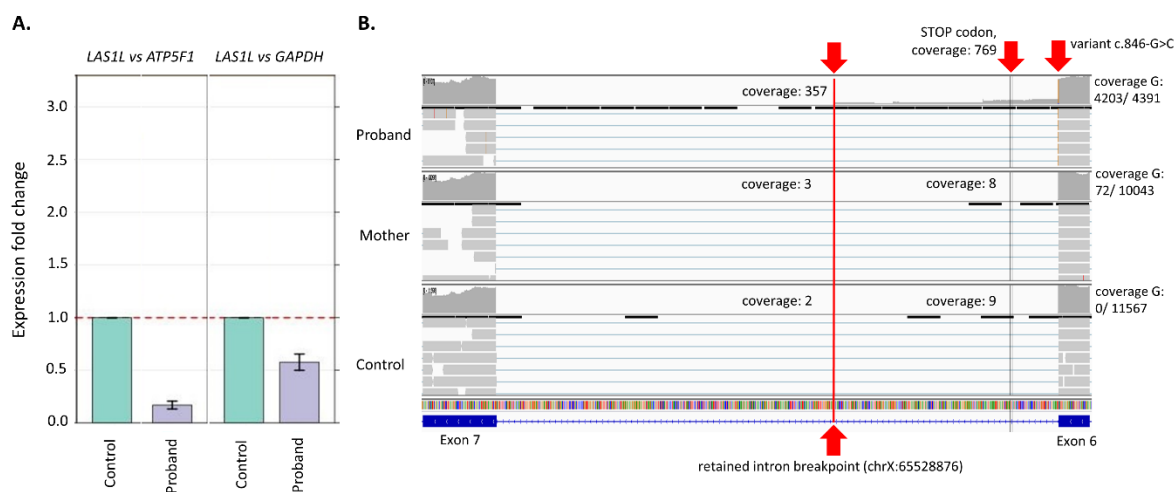 A.
LAS1L vs ATP5F1
LAS1L vs GAPDH
Expression fold change
3.0
2.5
2.0
1.5
1.0
0.5
0.0
Control
Proband
Control
Proband
B.
STOP codon,
coverage: 769
variant c.846-G>C
Proband
coverage: 357
coverage G:
4203/ 4391
Mother
coverage: 3
coverage: 8
coverage G:
72/ 10043
Control
coverage: 2
coverage: 9
coverage G:
0/ 11567
Exon 7
Exon 6
retained intron breakpoint (chrX:65528876)